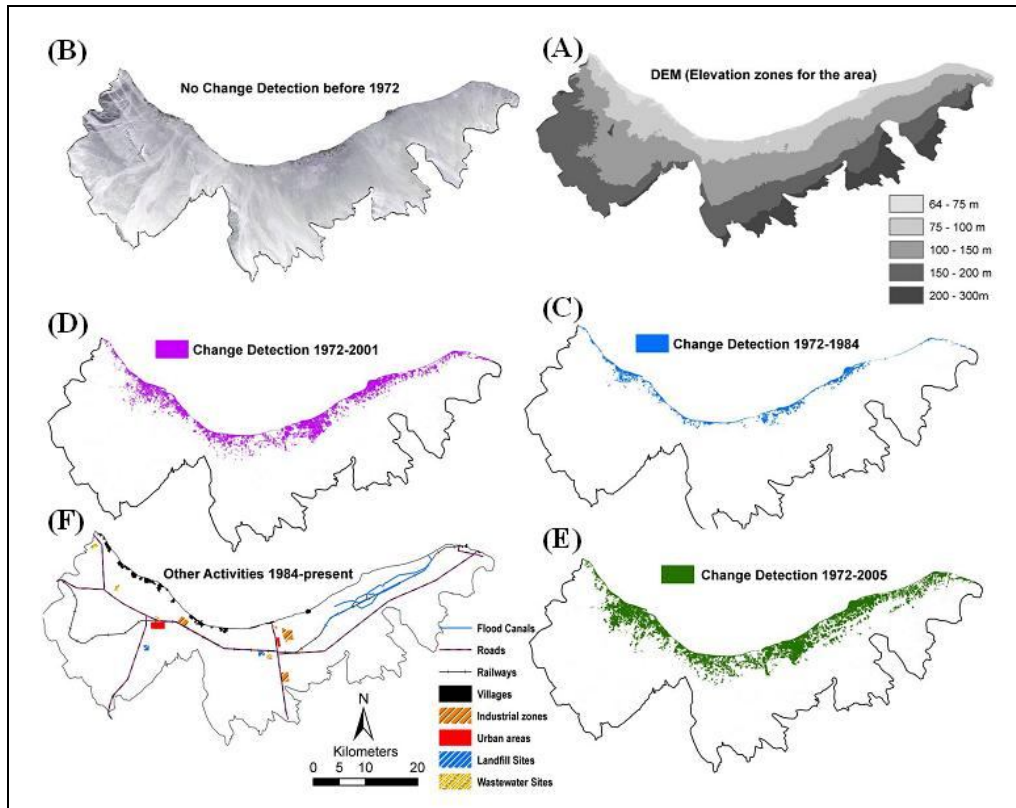 (B)
No Change Detection before 1972
(A)
DEM (Elevation zones for the area)
64 - 75 m
75 - 100 m
100 - 150 m
150 - 200 m
200 - 300m
(D)
Change Detection 1972-2001
(C)
Change Detection 1972-1984
(F)
Other Activities 1984-present
Flood Canals
Roads
Railways
Villages
Industrial zones
Urban areas
Landfill Sites
Wastewater Sites
N
Kilometers
0 5 10 20
(E)
Change Detection 1972-2005